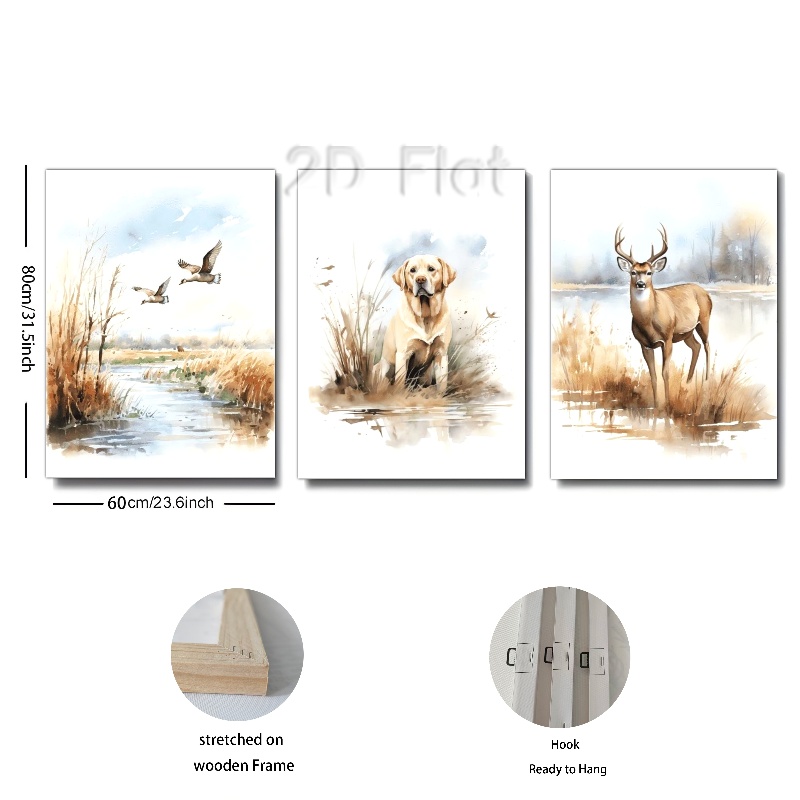 2D Flat
80cm/31.5inch
60cm/23.6inch
stretched on
wooden Frame
Hook
Ready to Hang